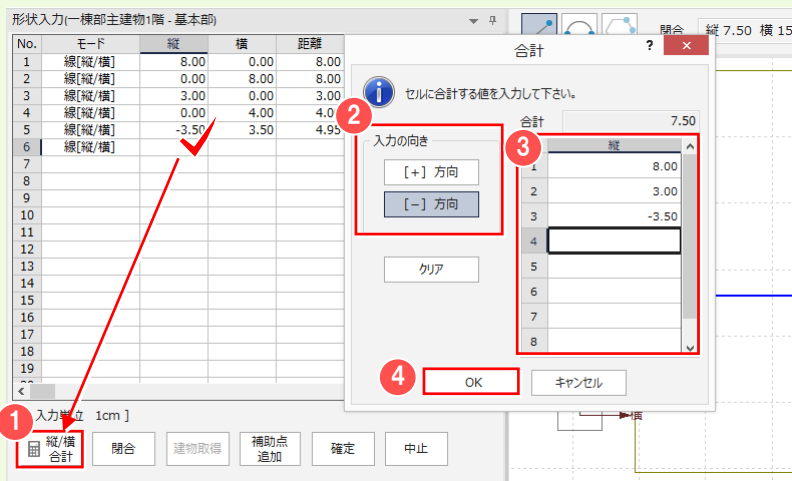 形状入力(一棟部主建物1階 - 基本部)
閉合 縦 7.50 横 15
No. モード 縦 横 距離
1 線[縦/横] 8.00 0.00 8.00
2 線[縦/横] 0.00 8.00 8.00
3 線[縦/横] 3.00 0.00 3.00
4 線[縦/横] 0.00 4.00
5 線[縦/横] -3.50 3.50 4.95
6 線[縦/横]
7
8
9
10
11
12
13
14
15
16
17
18
19
合計 ? ×
セルに合計する値を入力して下さい。
合計 7.50
2
入力の向き
[+] 方向
[-] 方向
クリア
3
縦
1 8.00
2 3.00
3 -3.50
4
5
6
7
8
4
OK
キャンセル
横
入力単位 1cm ]
1
縦/横
合計
閉合
建物取得
補助点
追加
確定
中止